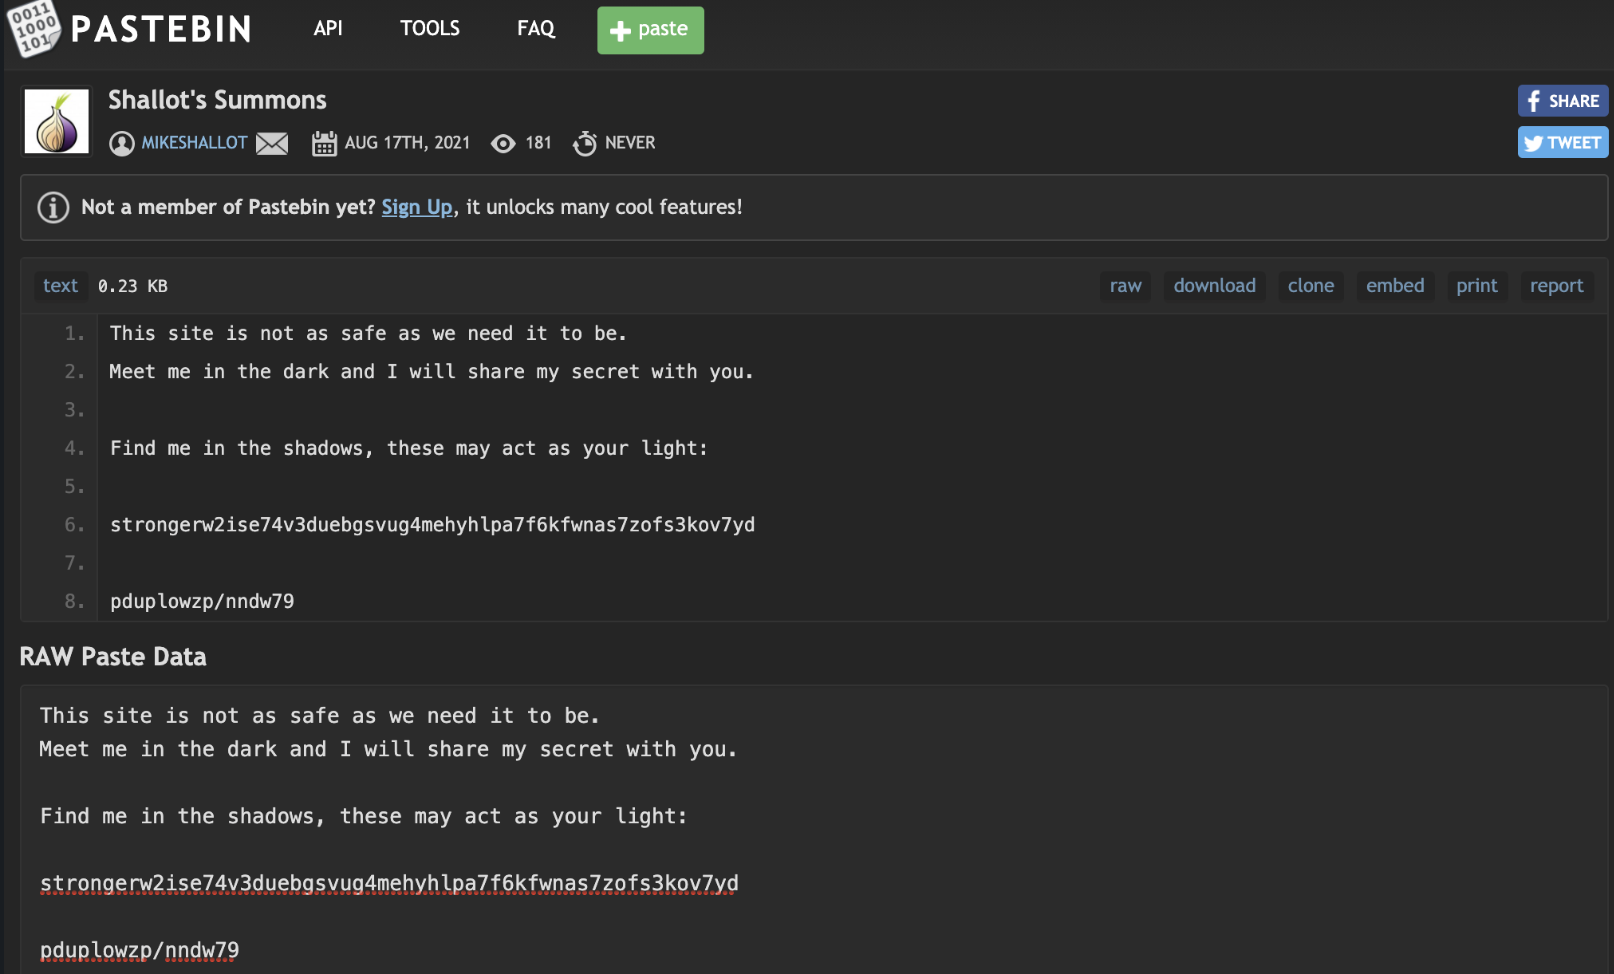 0011
1000
101
PASTEBIN
API
TOOLS
FAQ
paste
Shallot's Summons
MIKESHALLOT
AUG 17TH, 2021
181
NEVER
SHARE
TWEET
Not a member of Pastebin yet? Sign Up, it unlocks many cool features!
text 0.23 KB
raw download clone embed print report
1. This site is not as safe as we need it to be.
2. Meet me in the dark and I will share my secret with you.
3.
4. Find me in the shadows, these may act as your light:
5.
6. strongerw2ise74v3duebgsvug4mehyhlpa7f6kfwnas7zofs3kov7yd
7.
8. pduplowzp/nndw79
RAW Paste Data
This site is not as safe as we need it to be.
Meet me in the dark and I will share my secret with you.
Find me in the shadows, these may act as your light:
strongerw2ise74v3duebgsvug4mehyhlpa7f6kfwnas7zofs3kov7yd
pduplowzp/nndw79